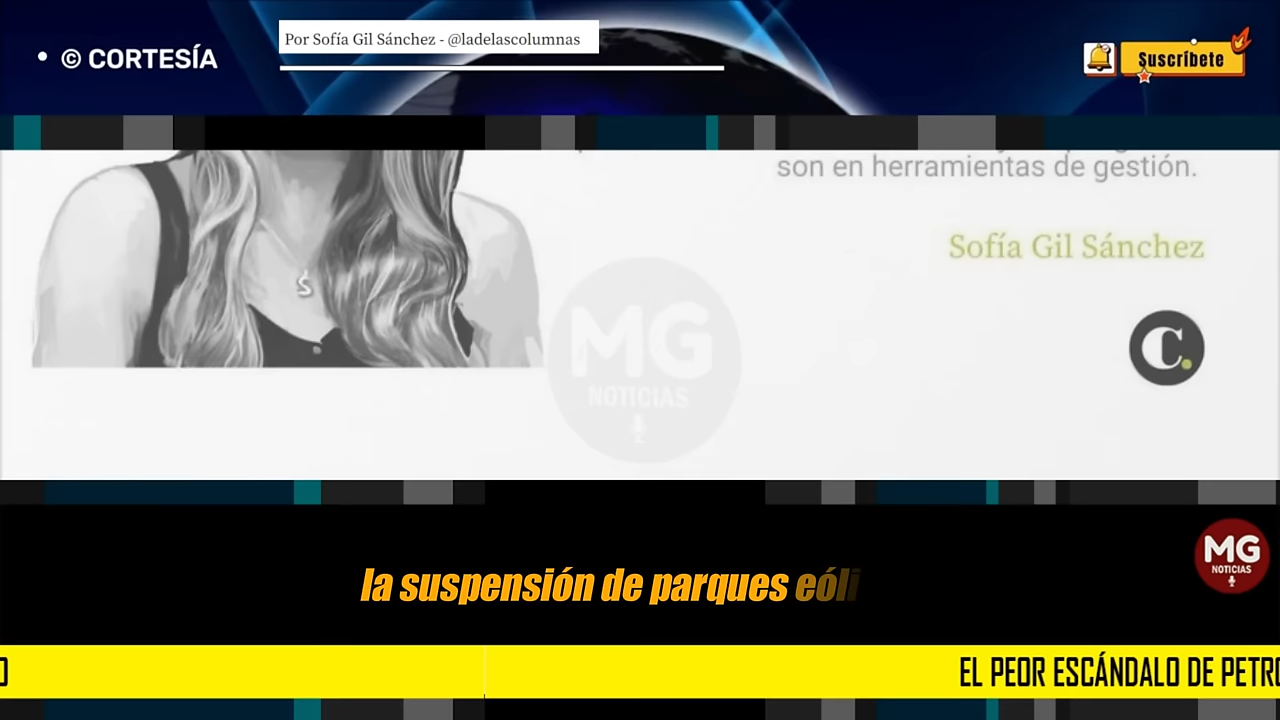 Por Sofía Gil Sánchez - @ladelascolumnas
• © CORTESÍA
Suscríbete
son en herramientas de gestión.
Sofía Gil Sánchez
C.
MG
NOTICIAS
la suspensión de parques eóli
MG
NOTICIAS
EL PEOR ESCÁNDALO DE PETRO